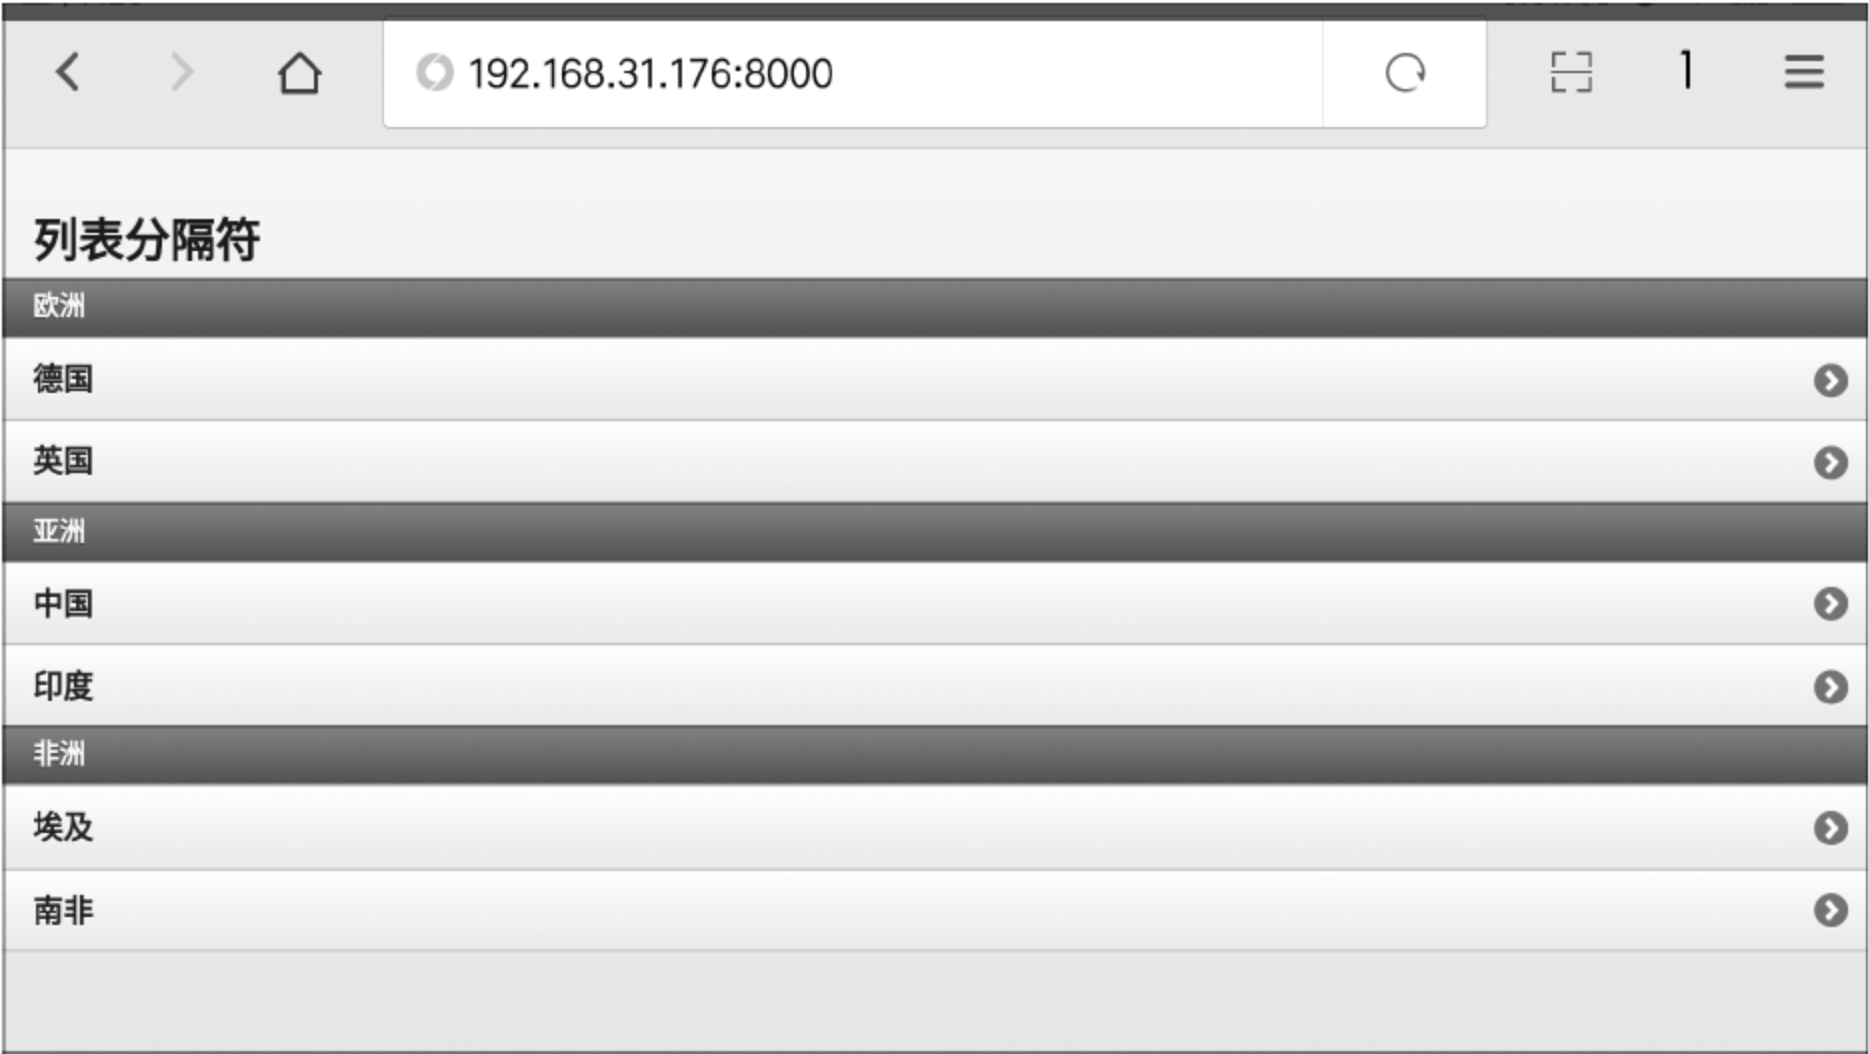 192.168.31.176:8000
1
列表分隔符
欧洲
德国
英国
亚洲
中国
印度
非洲
埃及
南非